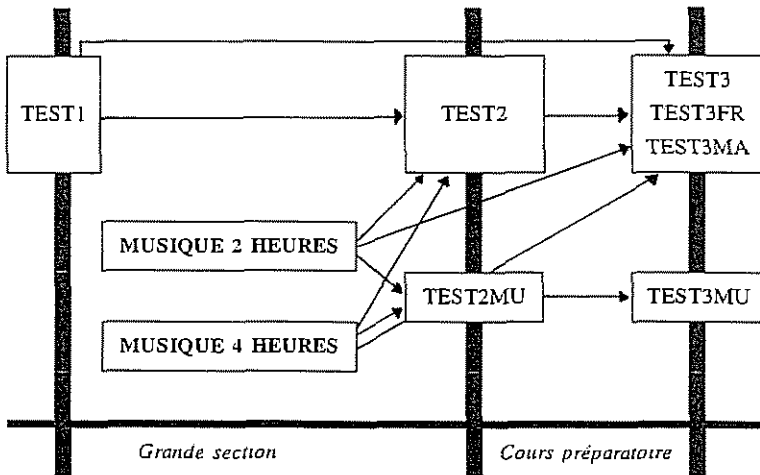 TEST1
TEST2
TEST3
TEST3FR
TEST3MA
MUSIQUE 2 HEURES
TEST2MU
TEST3MU
MUSIQUE 4 HEURES
Grande section
Cours préparatoire